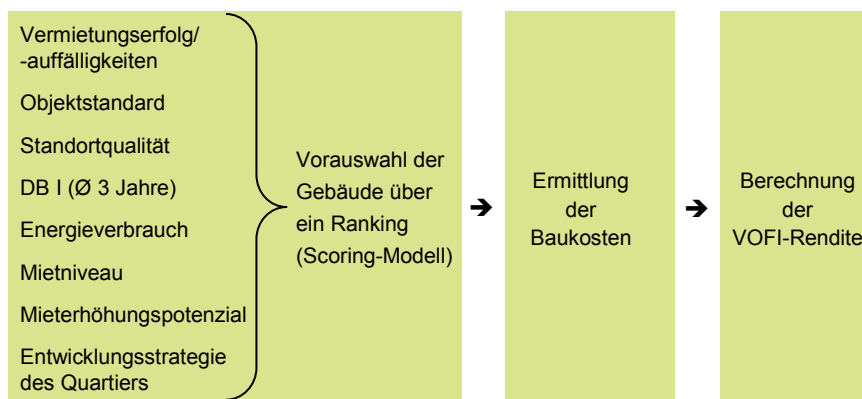 Vermietungserfolg/
-auffälligkeiten
Objektstandard
Standortqualität
DB I (Ø 3 Jahre)
Energieverbrauch
Mietniveau
Mieterhöhungspotenzial
Entwicklungsstrategie
des Quartiers
Vorauswahl der
Gebäude über
ein Ranking
(Scoring-Modell)
➔
Ermittlung
der
Baukosten
➔
Berechnung
der
VOFI-Rendite